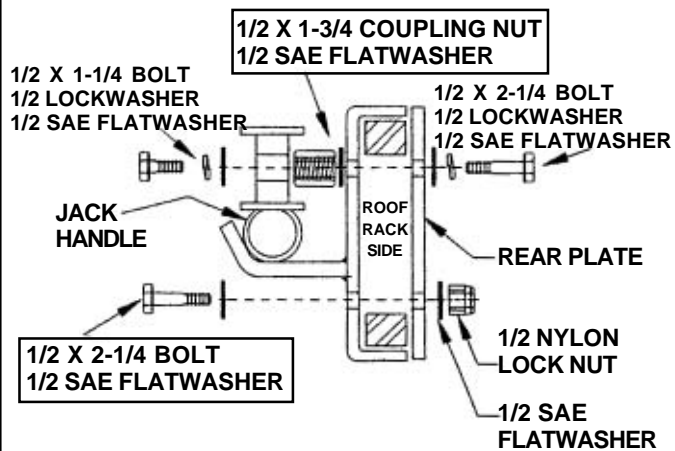 1/2 X 1-3/4 COUPLING NUT
1/2 SAE FLATWASHER
1/2 X 1-1/4 BOLT
1/2 LOCKWASHER
1/2 SAE FLATWASHER
1/2 X 2-1/4 BOLT
1/2 LOCKWASHER
1/2 SAE FLATWASHER
JACK
HANDLE
ROOF
RACK
SIDE
REAR PLATE
1/2 X 2-1/4 BOLT
1/2 SAE FLATWASHER
1/2 NYLON
LOCK NUT
1/2 SAE
FLATWASHER